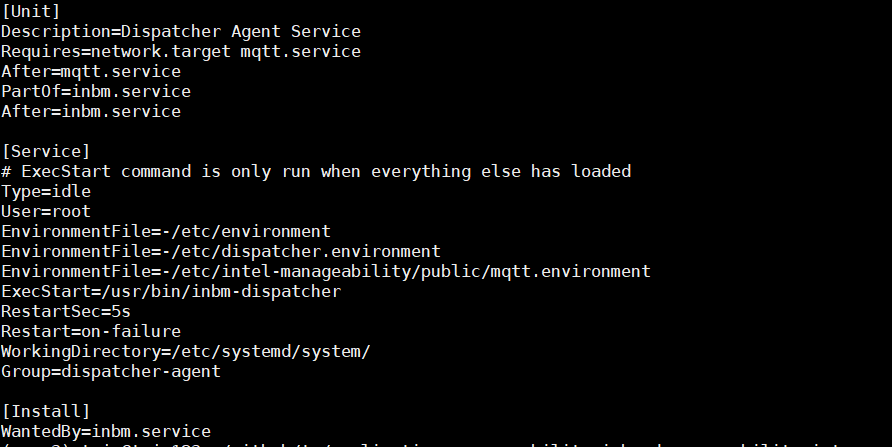 [Unit]
Description=Dispatcher Agent Service
Requires=network.target mqtt.service
After=mqtt.service
PartOf=inbm.service
After=inbm.service

[Service]
# ExecStart command is only run when everything else has loaded
Type=idle
User=root
EnvironmentFile=-/etc/environment
EnvironmentFile=-/etc/dispatcher.environment
EnvironmentFile=-/etc/intel-manageability/public/mqtt.environment
ExecStart=/usr/bin/inbm-dispatcher
RestartSec=5s
Restart=on-failure
WorkingDirectory=/etc/systemd/system/
Group=dispatcher-agent

[Install]
WantedBy=inbm.service